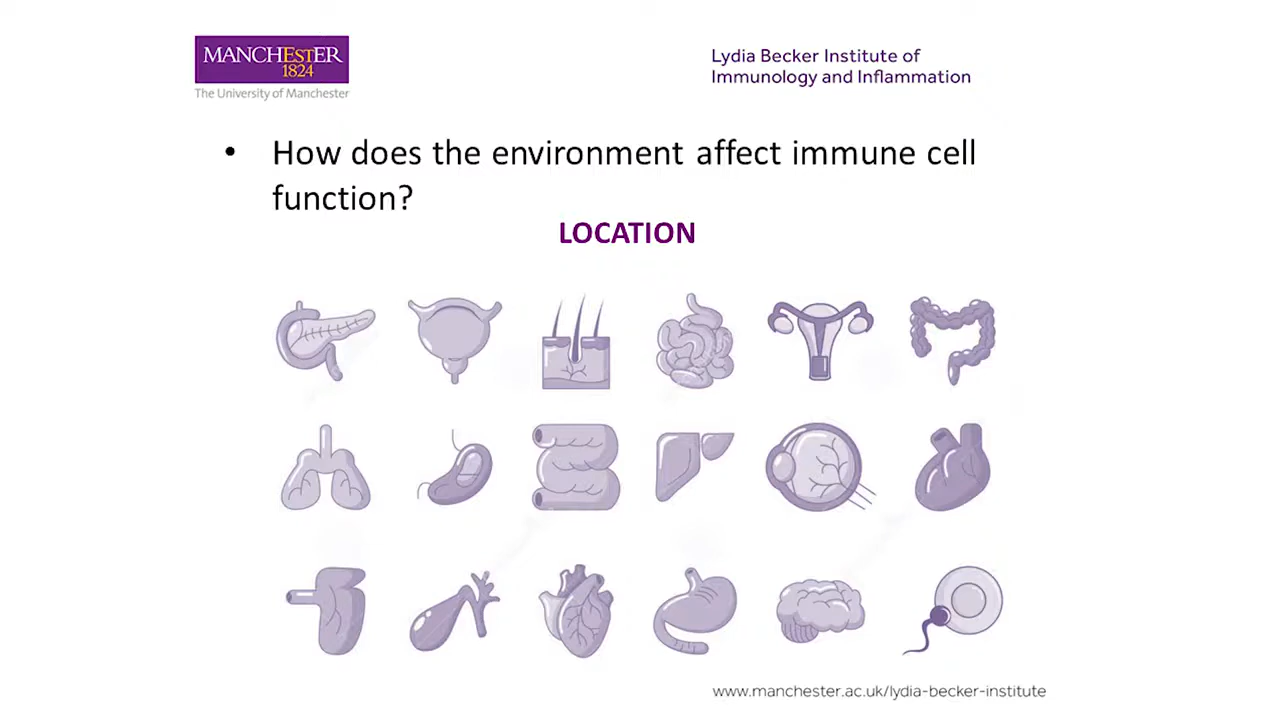 MANCHESTER
1824
The University of Manchester
Lydia Becker Institute of
Immunology and Inflammation
• How does the environment affect immune cell
function?
LOCATION
www.manchester.ac.uk/lydia-becker-institute